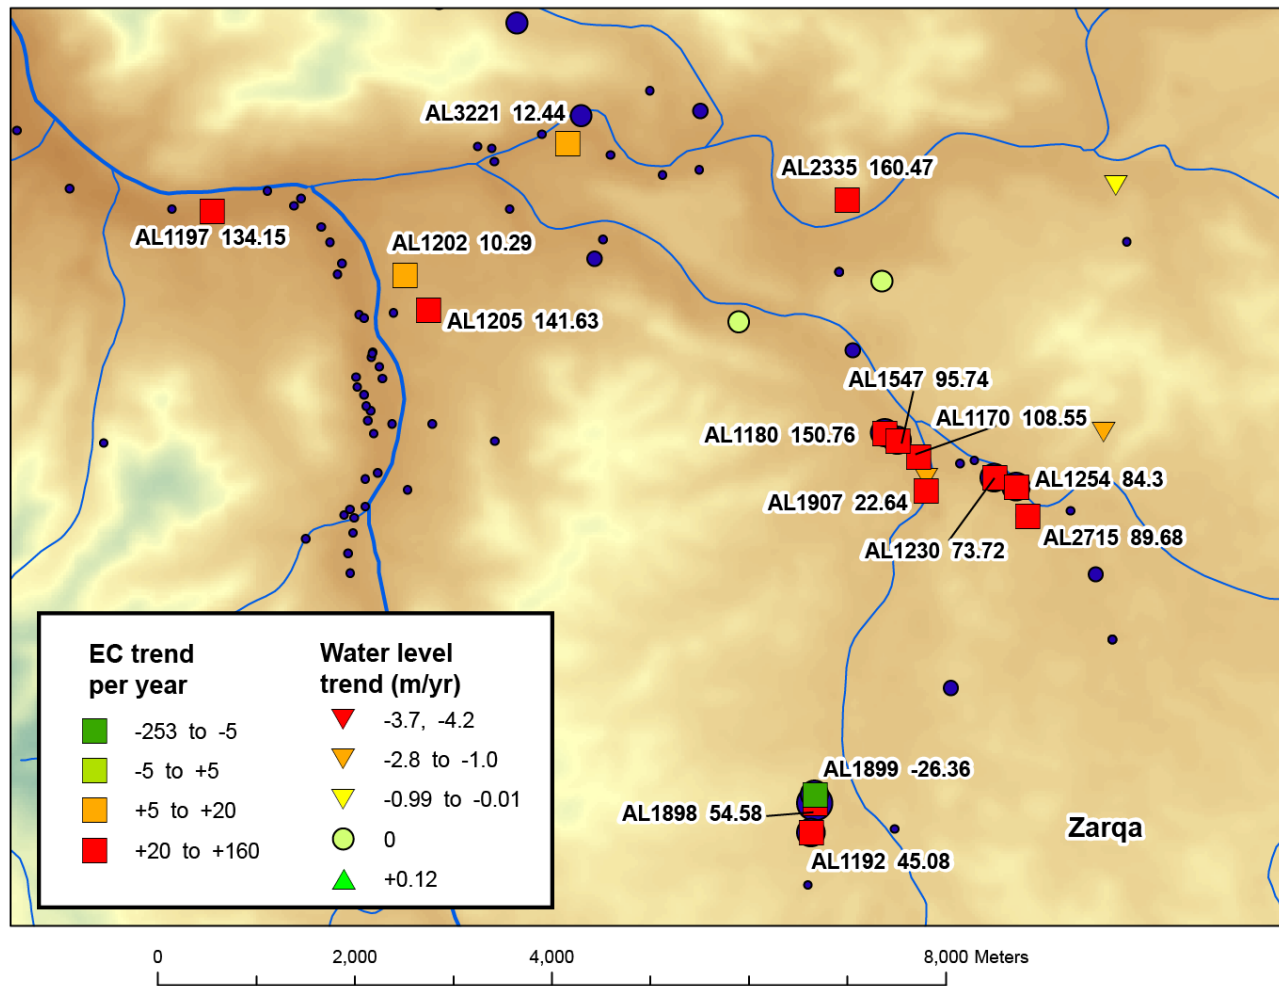 AL3221 12.44
AL2335 160.47
AL1197 134.15
AL1202 10.29
AL1205 141.63
AL1547 95.74
AL1170 108.55
AL1180 150.76
AL1254 84.3
AL1907 22.64
AL2715 89.68
AL1230 73.72
EC trend
per year
-253 to -5
-5 to +5
+5 to +20
+20 to +160
Water level
trend (m/yr)
-3.7, -4.2
-2.8 to -1.0
-0.99 to -0.01
0
+0.12
AL1899 -26.36
AL1898 54.58
AL1192 45.08
Zarqa
0 2,000 4,000 8,000 Meters